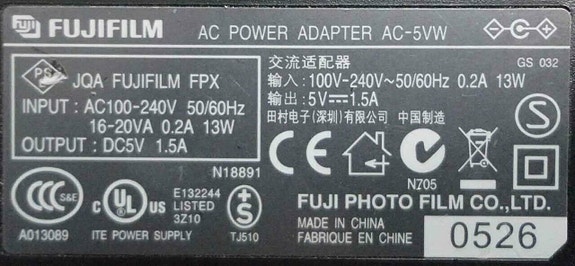 FUJIFILM AC POWER ADAPTER AC-5VW
PS E JQA FUJIFILM FPX
INPUT : AC100-240V 50/60Hz
16-20VA 0.2A 13W
OUTPUT : DC5V 1.5A
交流适配器 GS 032
输入 : 100V-240V~50/60Hz 0.2A 13W
输出 : 5V⎓1.5A
田村电子(深圳)有限公司 中国制造
N18891
CCC S&E
A013089
c UL US
E132244
LISTED
3Z10
ITE POWER SUPPLY
+ S
TJ510
CE
N
NZ05
S
FUJI PHOTO FILM CO.,LTD.
MADE IN CHINA
FABRIQUE EN CHINE
0526